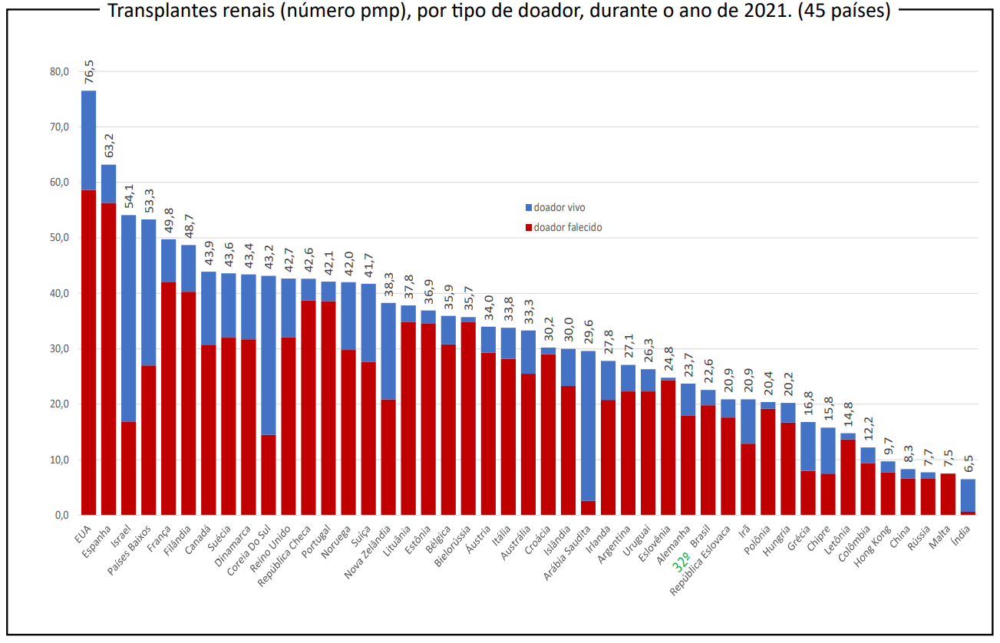 Transplantes renais (número pmp), por tipo de doador, durante o ano de 2021. (45 países)
80,0
70,0
60,0
50,0
40,0
30,0
20,0
10,0
0,0
76,5
63,2
54,1
53,3
49,8
48,7
43,9
43,6
43,4
43,2
42,7
42,6
42,1
42,0
41,7
38,3
37,8
36,9
35,9
35,7
34,0
33,8
33,3
30,2
30,0
29,6
27,8
27,1
26,3
24,8
23,7
22,6
20,9
20,9
20,4
20,2
16,8
15,8
14,8
12,2
9,7
8,3
7,7
7,5
6,5
doador vivo
doador falecido
EUA
Espanha
Israel
Países Baixos
França
Filândia
Canadá
Suécia
Dinamarca
Coreia Do Sul
Reino Unido
República Checa
Portugal
Noruega
Suíça
Nova Zelândia
Lituânia
Estônia
Bélgica
Bielorússia
Áustria
Itália
Austrália
Croácia
Islândia
Arábia Saudita
Irlanda
Argentina
Uruguai
Eslovênia
Alemanha
32º Brasil
República Eslovaca
Irã
Polônia
Hungria
Grécia
Chipre
Letônia
Colômbia
Hong Kong
China
Rússia
Malta
Índia